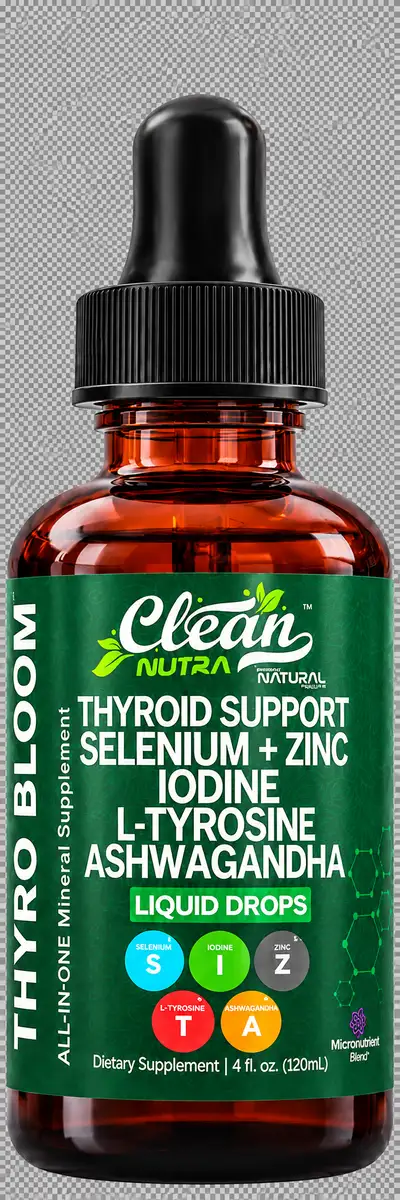 Clean™
NUTRA
NATURAL
THYROID SUPPORT
SELENIUM + ZINC
IODINE
L-TYROSINE
ASHWAGANDHA
LIQUID DROPS
SELENIUM
S
IODINE
I
ZINC
Z
L-TYROSINE
T
ASHWAGANDHA
A
Micronutrient
Blend
Dietary Supplement | 4 fl. oz. (120mL)
THYRO BLOOM
ALL-IN-ONE Mineral Supplement